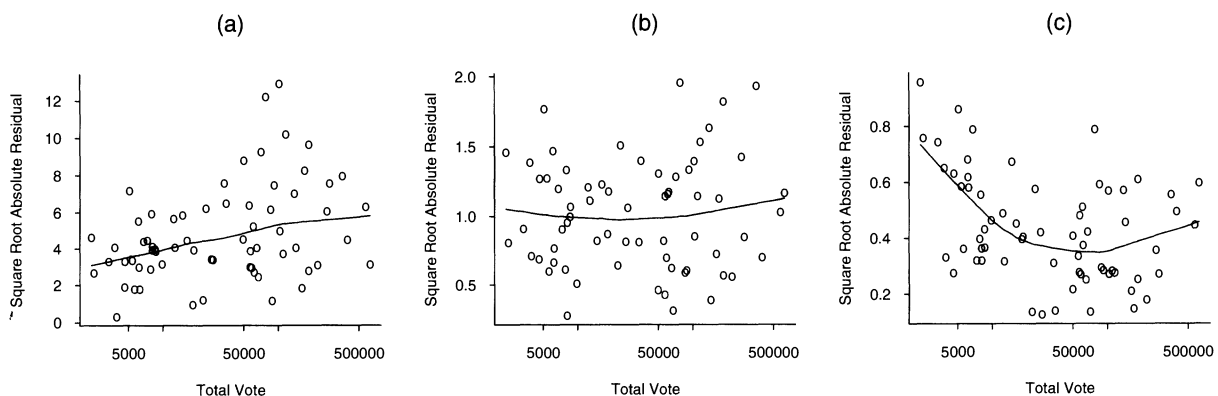 (a)
Square Root Absolute Residual
12
10
8
6
4
2
0
5000
50000
500000
Total Vote
(b)
Square Root Absolute Residual
2.0
1.5
1.0
0.5
5000
50000
500000
Total Vote
(c)
Square Root Absolute Residual
0.8
0.6
0.4
0.2
5000
50000
500000
Total Vote